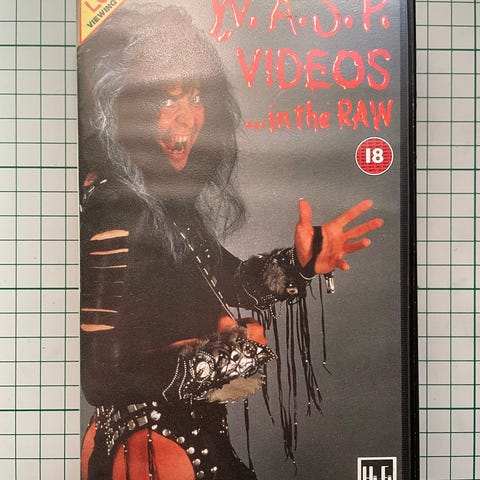 VIEWING
W.A.S.P.
VIDEOS
...in the RAW
18